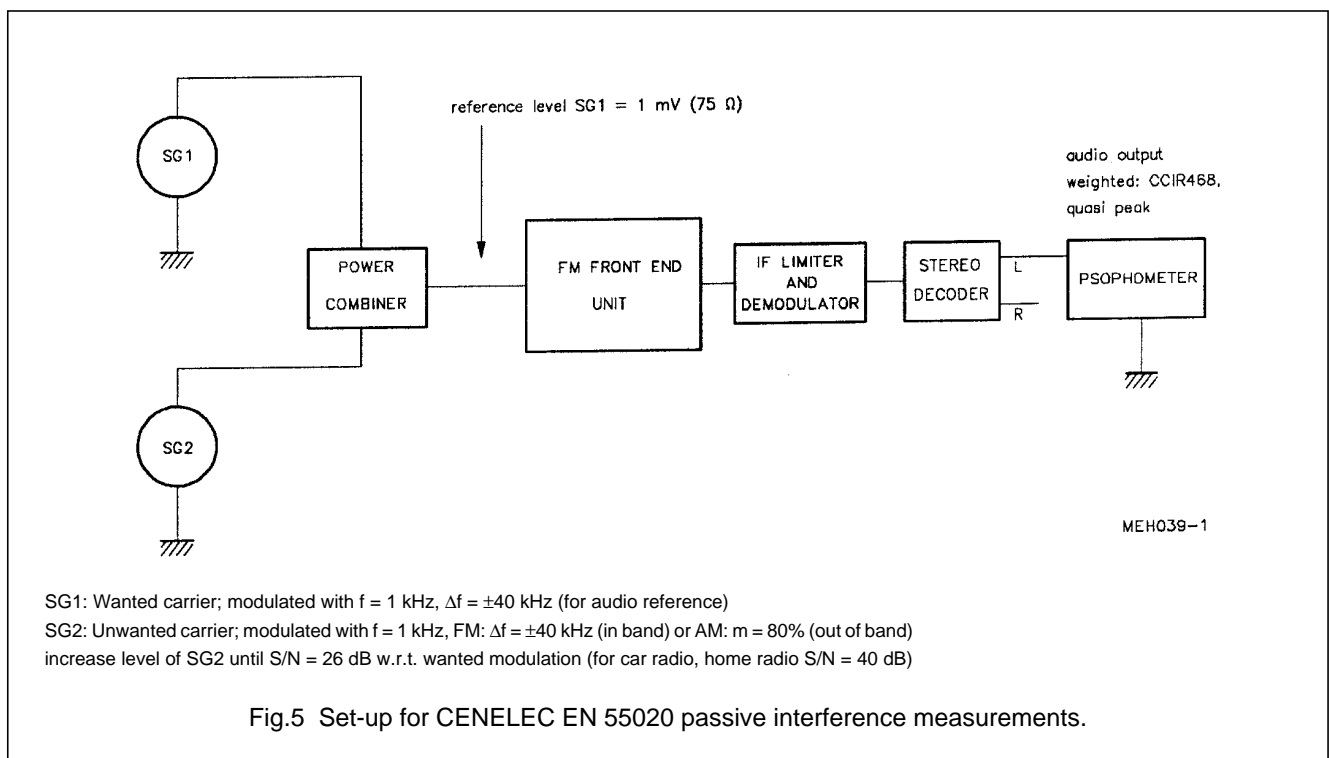 SG1
reference level SG1 = 1 mV (75 Ω)
audio output
weighted: CCIR468,
quasi peak
POWER
COMBINER
FM FRONT END
UNIT
IF LIMITER
AND
DEMODULATOR
STEREO
DECODER
L
R
PSOPHOMETER
SG2
MEH039-1
SG1: Wanted carrier; modulated with f = 1 kHz, Δf = ±40 kHz (for audio reference)
SG2: Unwanted carrier; modulated with f = 1 kHz, FM: Δf = ±40 kHz (in band) or AM: m = 80% (out of band)
increase level of SG2 until S/N = 26 dB w.r.t. wanted modulation (for car radio, home radio S/N = 40 dB)
Fig.5 Set-up for CENELEC EN 55020 passive interference measurements.